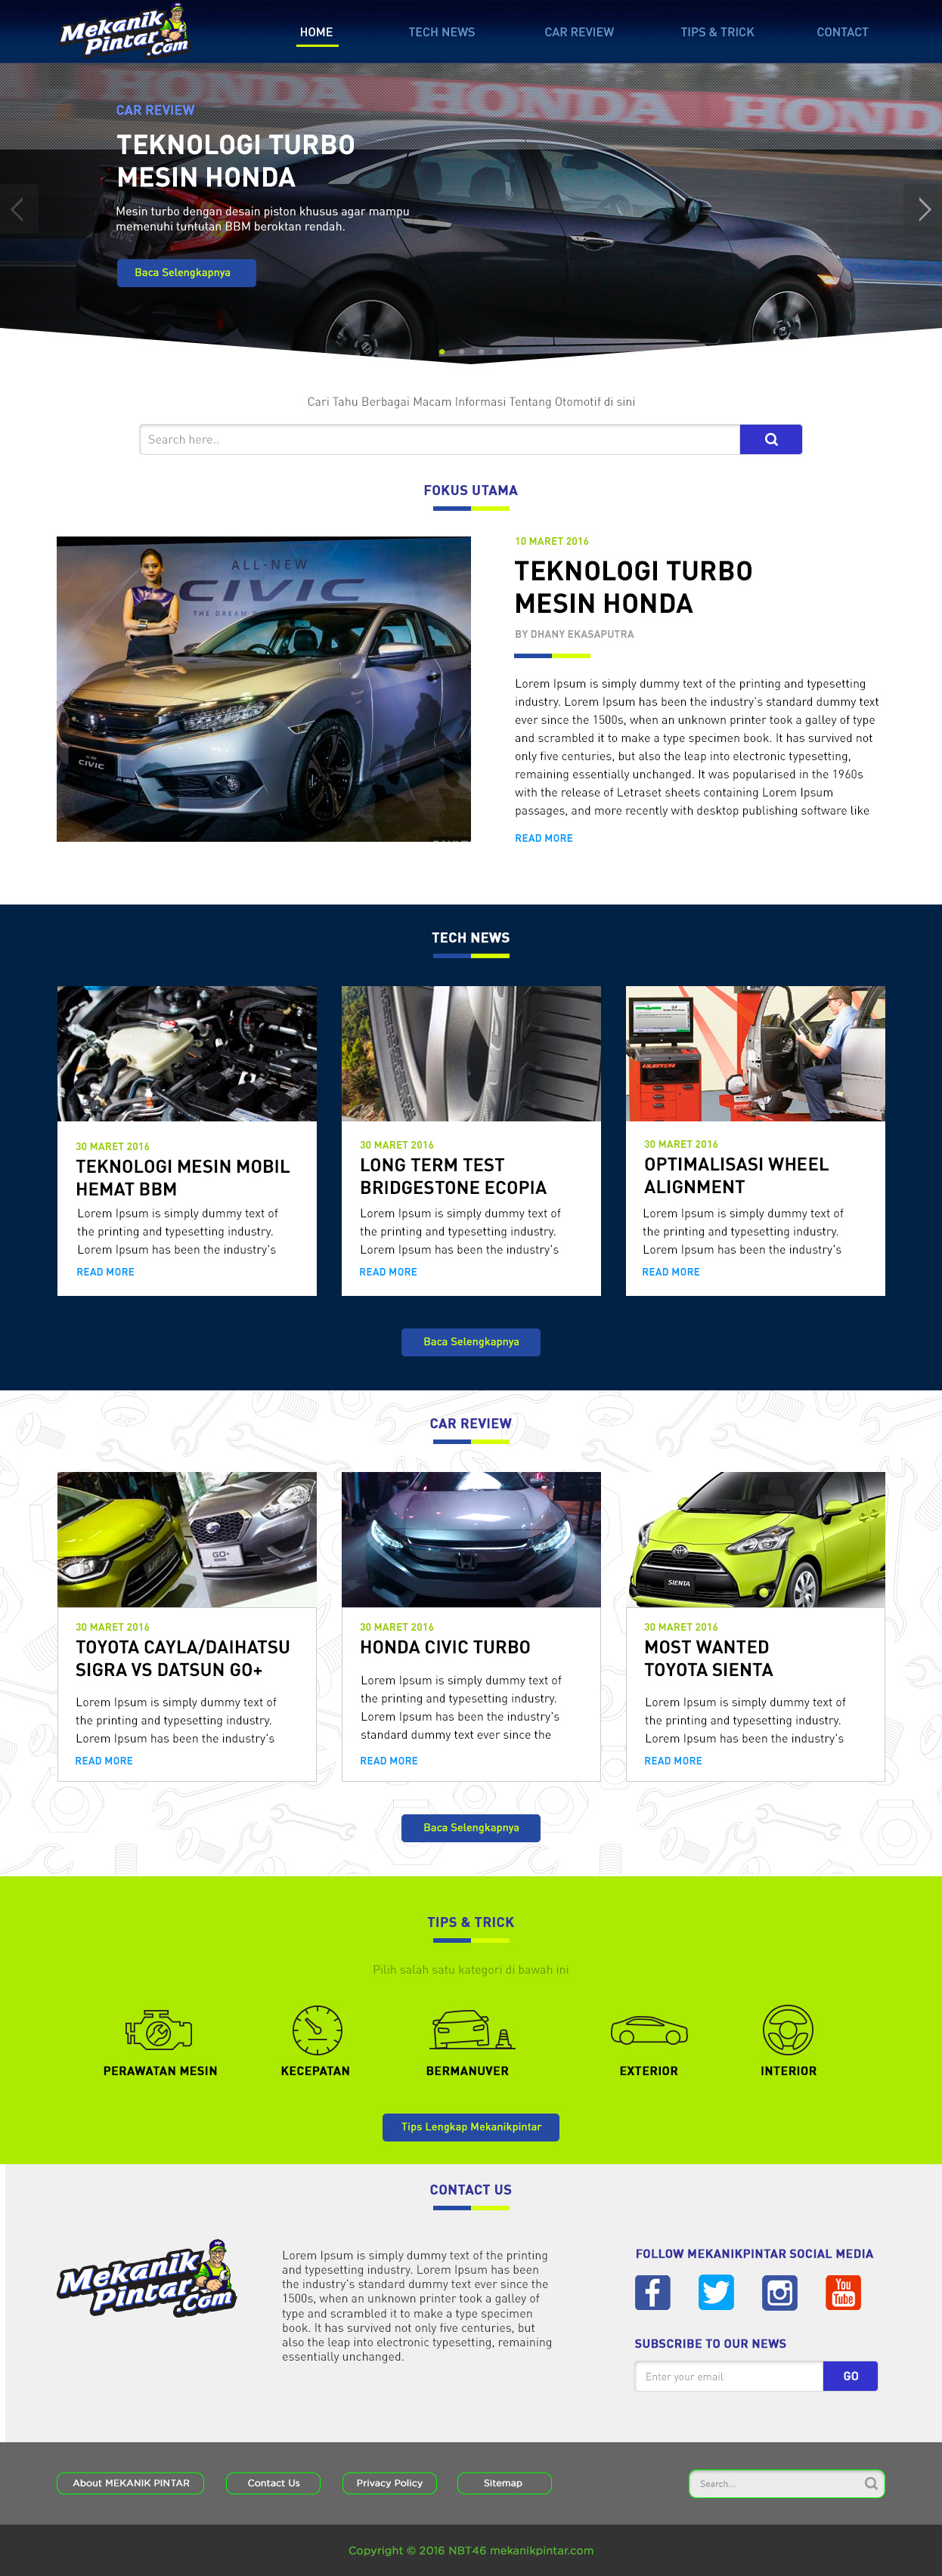 Mekanik
Pintar.Com
HOME
TECH NEWS
CAR REVIEW
TIPS & TRICK
CONTACT
HONDA HONDA HONDA
CAR REVIEW
TEKNOLOGI TURBO
MESIN HONDA
Mesin turbo dengan desain piston khusus agar mampu
memenuhi tuntutan BBM beroktan rendah.
CIVIC
Baca Selengkapnya
Cari Tahu Berbagai Macam Informasi Tentang Otomotif di sini
Search here..
FOKUS UTAMA
ALL-NEW
CIVIC
THE DREAM
CIVIC
10 MARET 2016
TEKNOLOGI TURBO
MESIN HONDA
BY DHANY EKASAPUTRA
Lorem Ipsum is simply dummy text of the printing and typesetting
industry. Lorem Ipsum has been the industry's standard dummy text
ever since the 1500s, when an unknown printer took a galley of type
and scrambled it to make a type specimen book. It has survived not
only five centuries, but also the leap into electronic typesetting,
remaining essentially unchanged. It was popularised in the 1960s
with the release of Letraset sheets containing Lorem Ipsum
passages, and more recently with desktop publishing software like
READ MORE
TECH NEWS
HUNTER
30 MARET 2016
TEKNOLOGI MESIN MOBIL
HEMAT BBM
Lorem Ipsum is simply dummy text of
the printing and typesetting industry.
Lorem Ipsum has been the industry's
READ MORE
30 MARET 2016
LONG TERM TEST
BRIDGESTONE ECOPIA
Lorem Ipsum is simply dummy text of
the printing and typesetting industry.
Lorem Ipsum has been the industry's
READ MORE
30 MARET 2016
OPTIMALISASI WHEEL
ALIGNMENT
Lorem Ipsum is simply dummy text of
the printing and typesetting industry.
Lorem Ipsum has been the industry's
READ MORE
Baca Selengkapnya
CAR REVIEW
GO+
SIENTA
30 MARET 2016
TOYOTA CAYLA/DAIHATSU
SIGRA VS DATSUN GO+
Lorem Ipsum is simply dummy text of
the printing and typesetting industry.
Lorem Ipsum has been the industry's
READ MORE
30 MARET 2016
HONDA CIVIC TURBO
Lorem Ipsum is simply dummy text of
the printing and typesetting industry.
Lorem Ipsum has been the industry's
standard dummy text ever since the
READ MORE
30 MARET 2016
MOST WANTED
TOYOTA SIENTA
Lorem Ipsum is simply dummy text of
the printing and typesetting industry.
Lorem Ipsum has been the industry's
READ MORE
Baca Selengkapnya
TIPS & TRICK
Pilih salah satu kategori di bawah ini
PERAWATAN MESIN
KECEPATAN
BERMANUVER
EXTERIOR
INTERIOR
Tips Lengkap Mekanikpintar
CONTACT US
Mekanik
Pintar.Com
Lorem Ipsum is simply dummy text of the printing
and typesetting industry. Lorem Ipsum has been
the industry's standard dummy text ever since the
1500s, when an unknown printer took a galley of
type and scrambled it to make a type specimen
book. It has survived not only five centuries, but
also the leap into electronic typesetting, remaining
essentially unchanged.
FOLLOW MEKANIKPINTAR SOCIAL MEDIA
You
Tube
SUBSCRIBE TO OUR NEWS
Enter your email
GO
About MEKANIK PINTAR
Contact Us
Privacy Policy
Sitemap
Search...
Copyright © 2016 NBT46 mekanikpintar.com